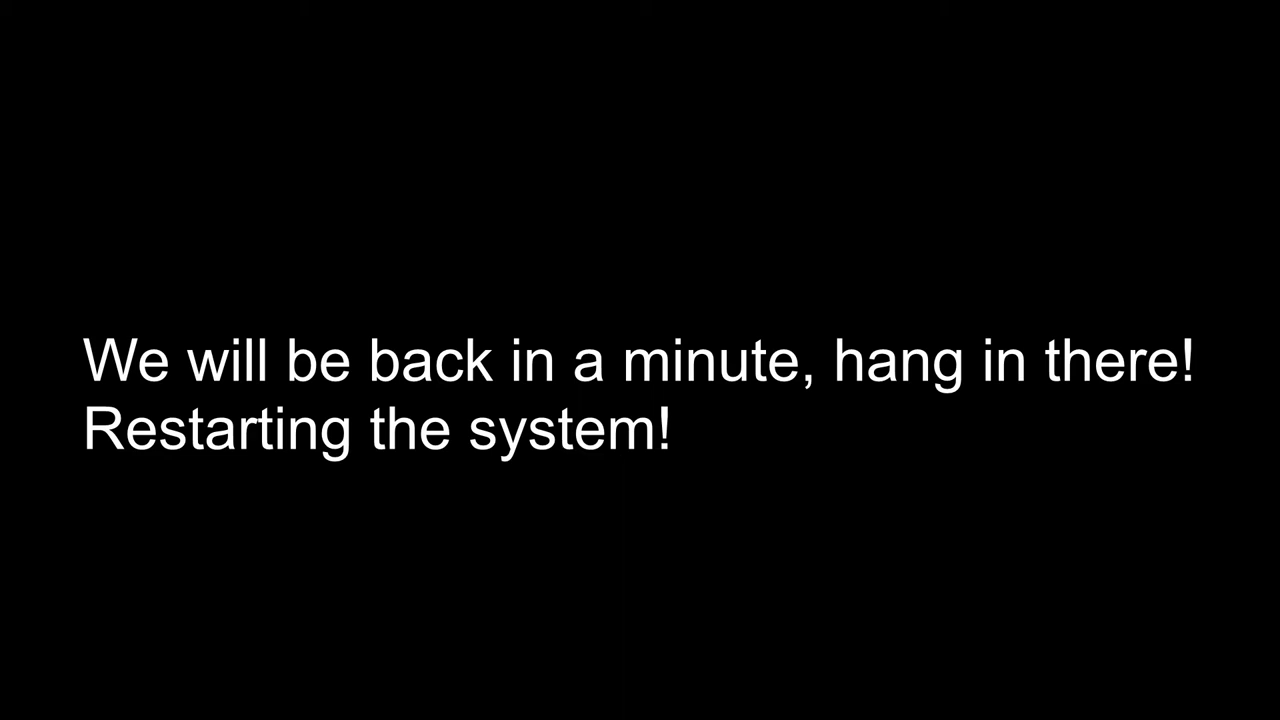 We will be back in a minute, hang in there!
Restarting the system!